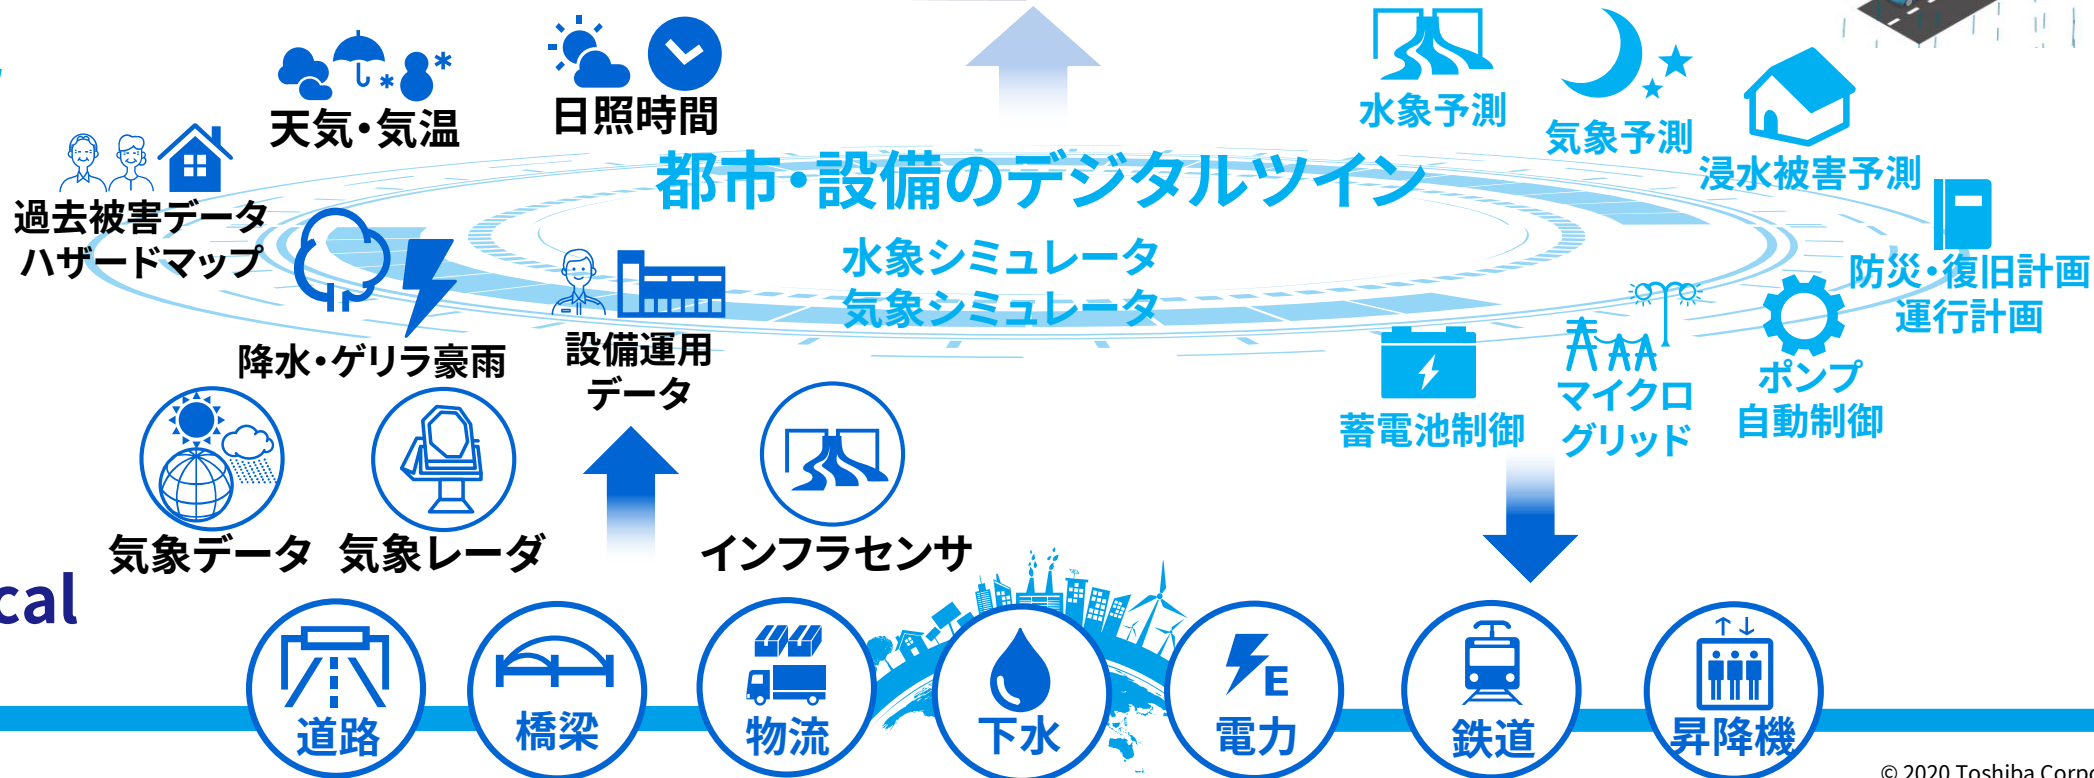 天気・気温
日照時間
水象予測
気象予測
浸水被害予測
過去被害データ
ハザードマップ
都市・設備のデジタルツイン
水象シミュレータ
気象シミュレータ
防災・復旧計画
運行計画
降水・ゲリラ豪雨
設備運用
データ
蓄電池制御
マイクロ
グリッド
ポンプ
自動制御
気象データ
気象レーダ
インフラセンサ
cal
道路
橋梁
物流
下水
E
電力
鉄道
昇降機
© 2020 Toshiba Corpo